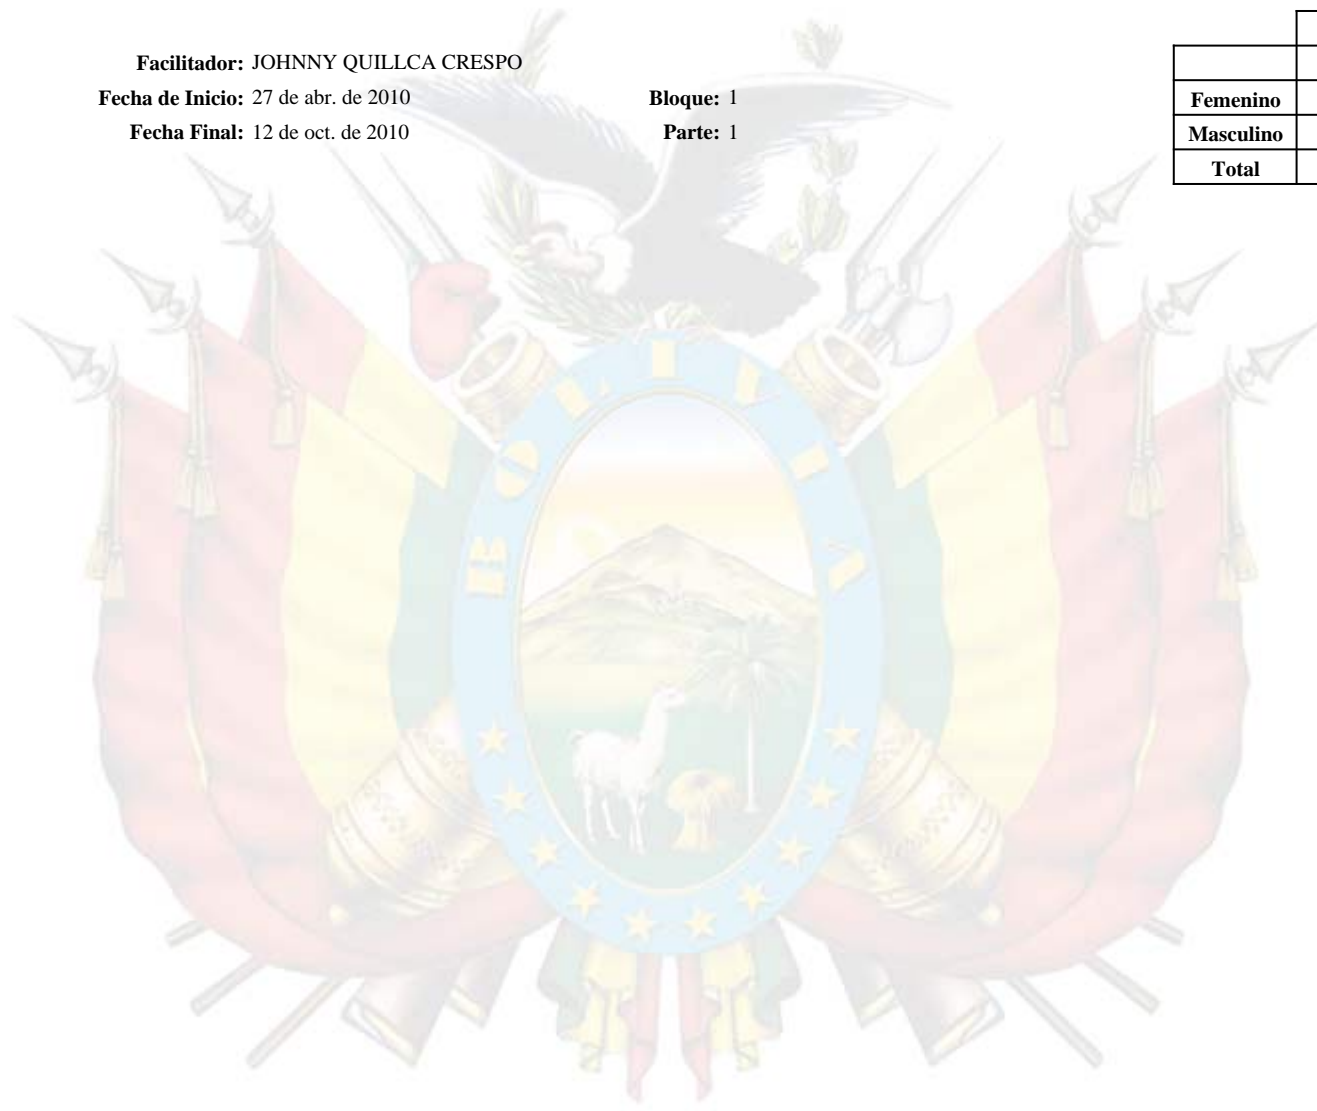 Facilitador: JOHNNY QUILLCA CRESPO
Fecha de Inicio: 27 de abr. de 2010 Bloque: 1
Fecha Final: 12 de oct. de 2010 Parte: 1
Femenino
Masculino
Total
BOLIVIA